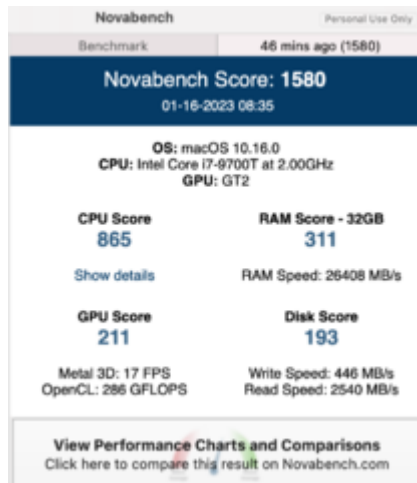 Novabench
Personal Use Only
Benchmark
46 mins ago (1580)
Novabench Score: 1580
01-16-2023 08:35
OS: macOS 10.16.0
CPU: Intel Core i7-9700T at 2.00GHz
GPU: GT2
CPU Score
865
Show details
RAM Score - 32GB
311
RAM Speed: 26408 MB/s
GPU Score
211
Metal 3D: 17 FPS
OpenCL: 286 GFLOPS
Disk Score
193
Write Speed: 446 MB/s
Read Speed: 2540 MB/s
View Performance Charts and Comparisons
Click here to compare this result on Novabench.com